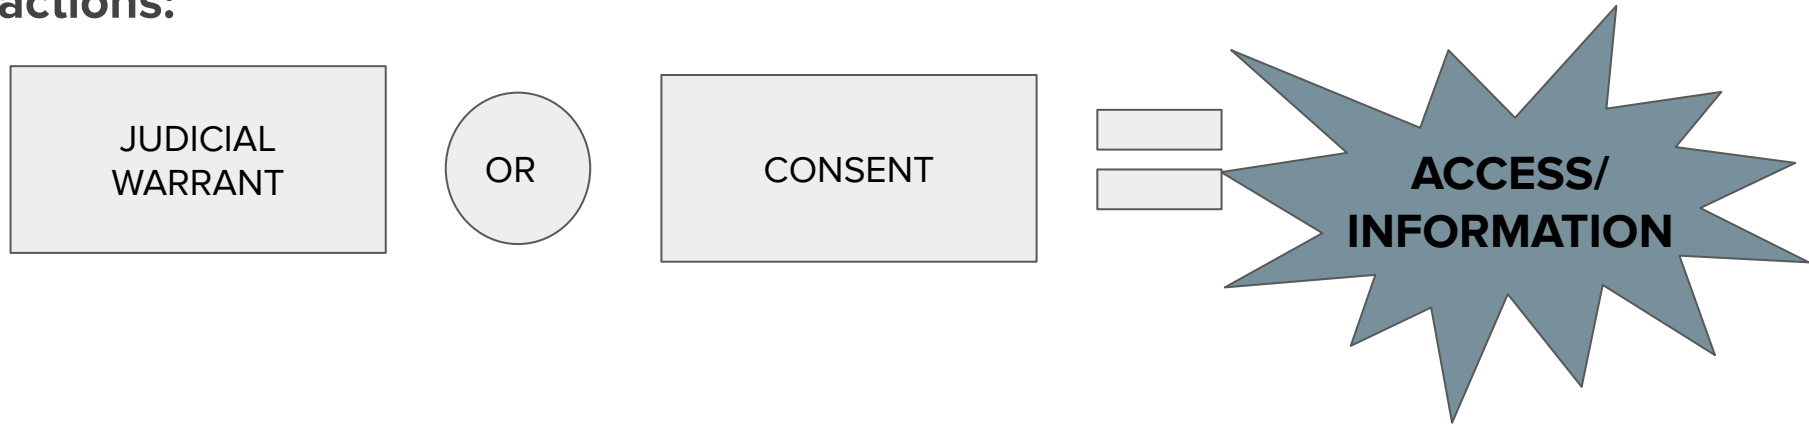 actions:
JUDICIAL
WARRANT
OR
CONSENT
ACCESS/
INFORMATION